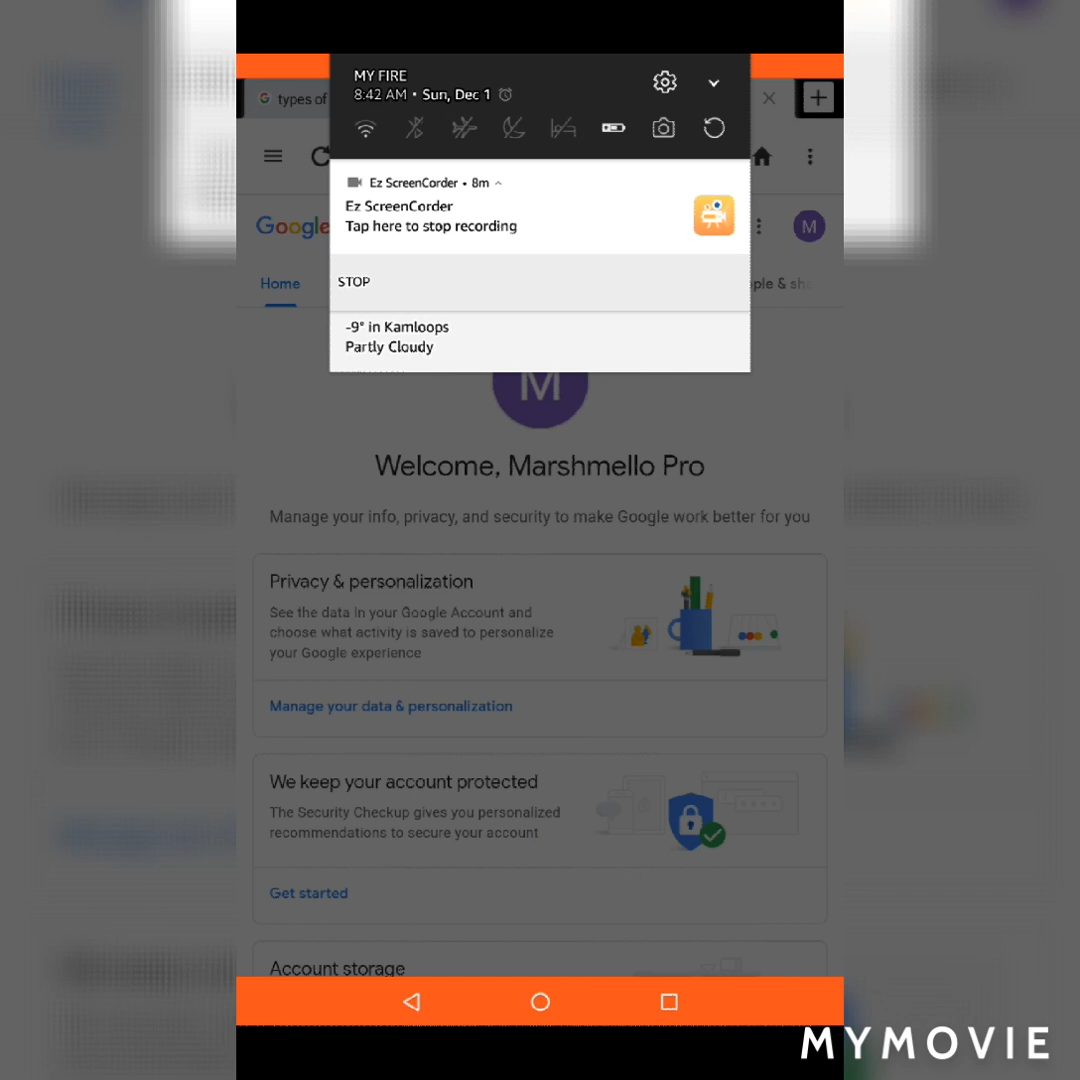 MY FIRE
8:42 AM • Sun, Dec 1
types of
Ez ScreenCorder • 8m
Ez ScreenCorder
Tap here to stop recording
Google
M
Home
STOP
ple & sh
-9° in Kamloops
Partly Cloudy
M
Welcome, Marshmello Pro
Manage your info, privacy, and security to make Google work better for you
Privacy & personalization
See the data in your Google Account and
choose what activity is saved to personalize
your Google experience
Manage your data & personalization
We keep your account protected
The Security Checkup gives you personalized
recommendations to secure your account
Get started
Account storage
MYMOVIE